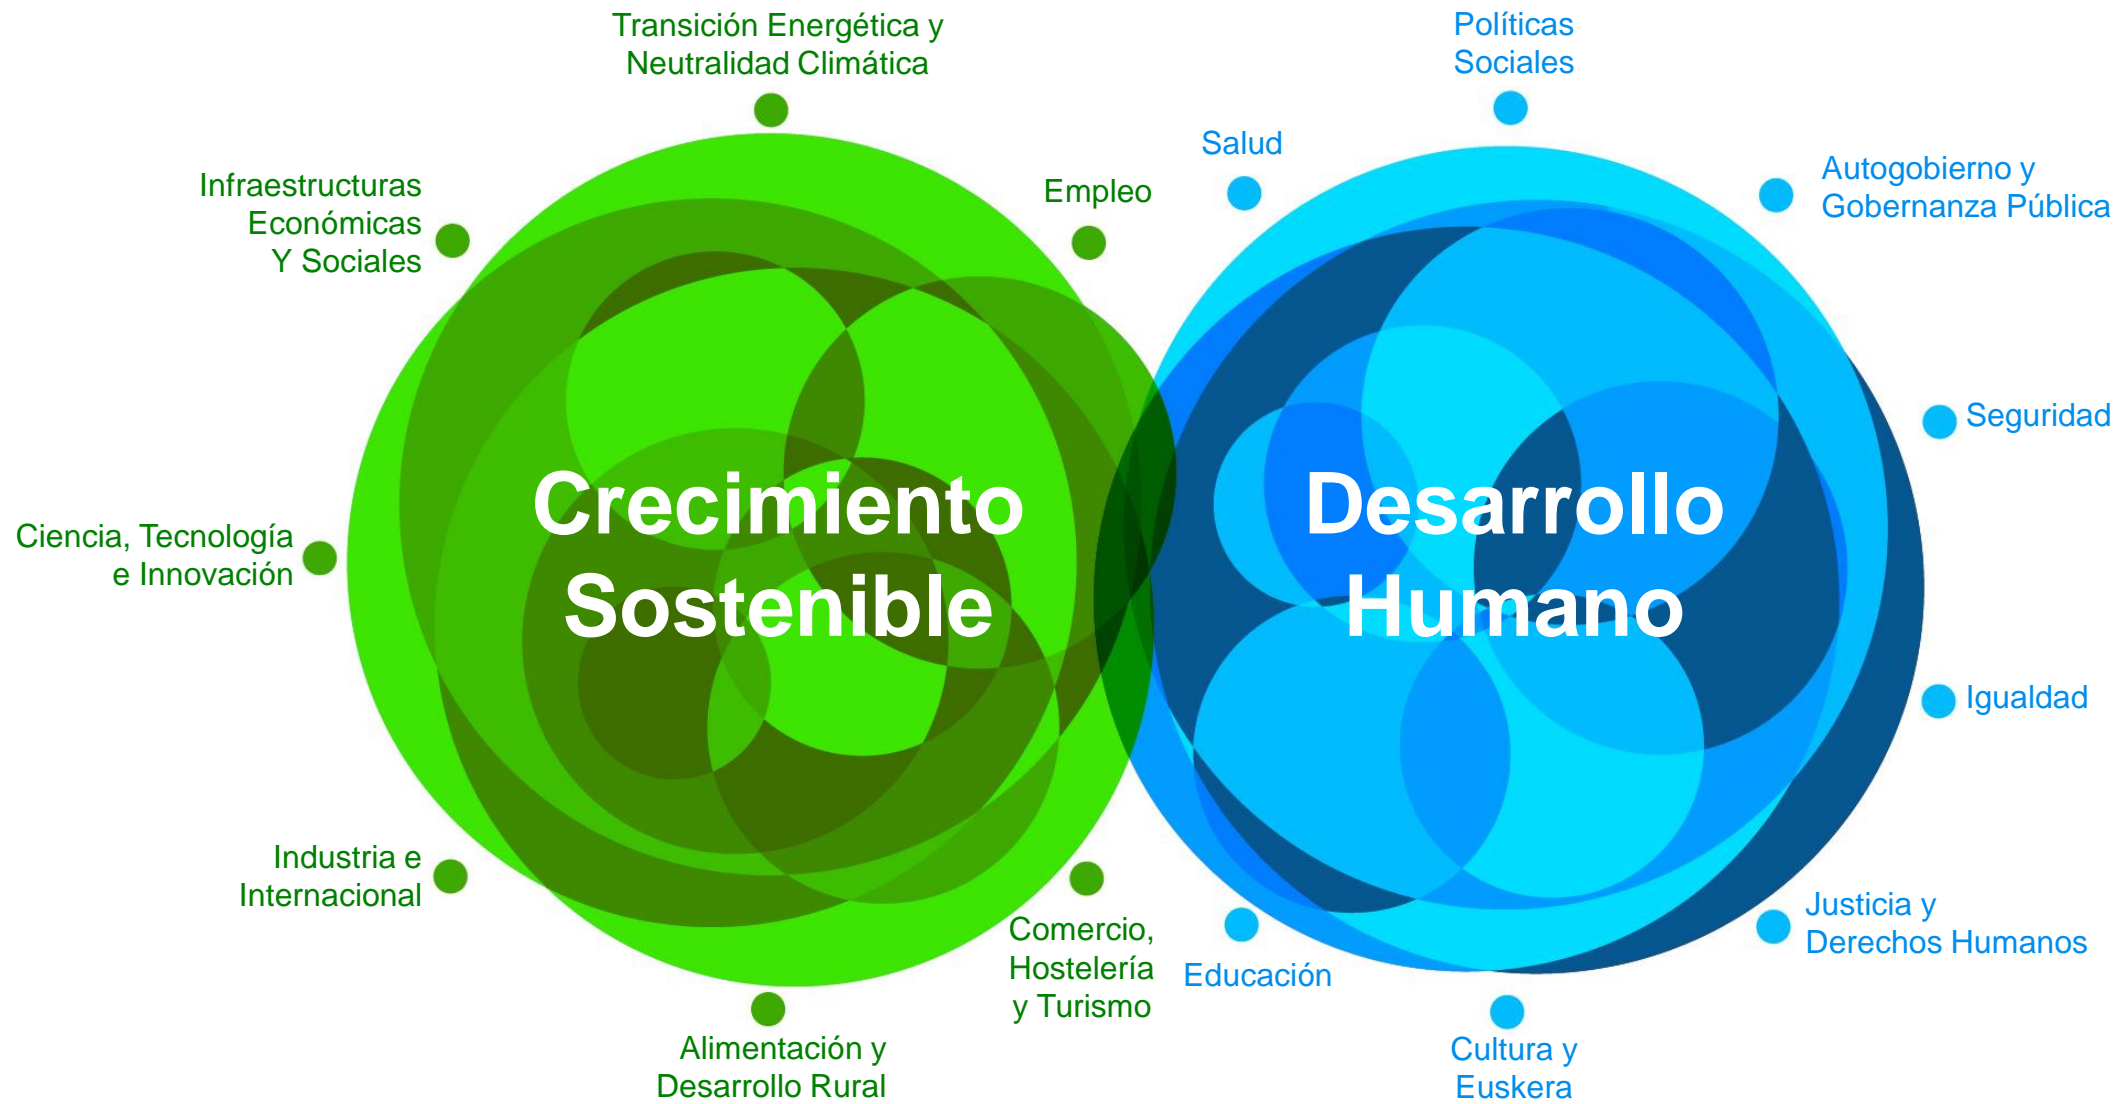 Transición Energética y
Neutralidad Climática
Infraestructuras
Económicas
Y Sociales
Empleo
Ciencia, Tecnología
e Innovación
Crecimiento
Sostenible
Industria e
Internacional
Comercio,
Hostelería
y Turismo
Alimentación y
Desarrollo Rural
Políticas
Sociales
Salud
Autogobierno y
Gobernanza Pública
Seguridad
Desarrollo
Humano
Igualdad
Justicia y
Derechos Humanos
Educación
Cultura y
Euskera